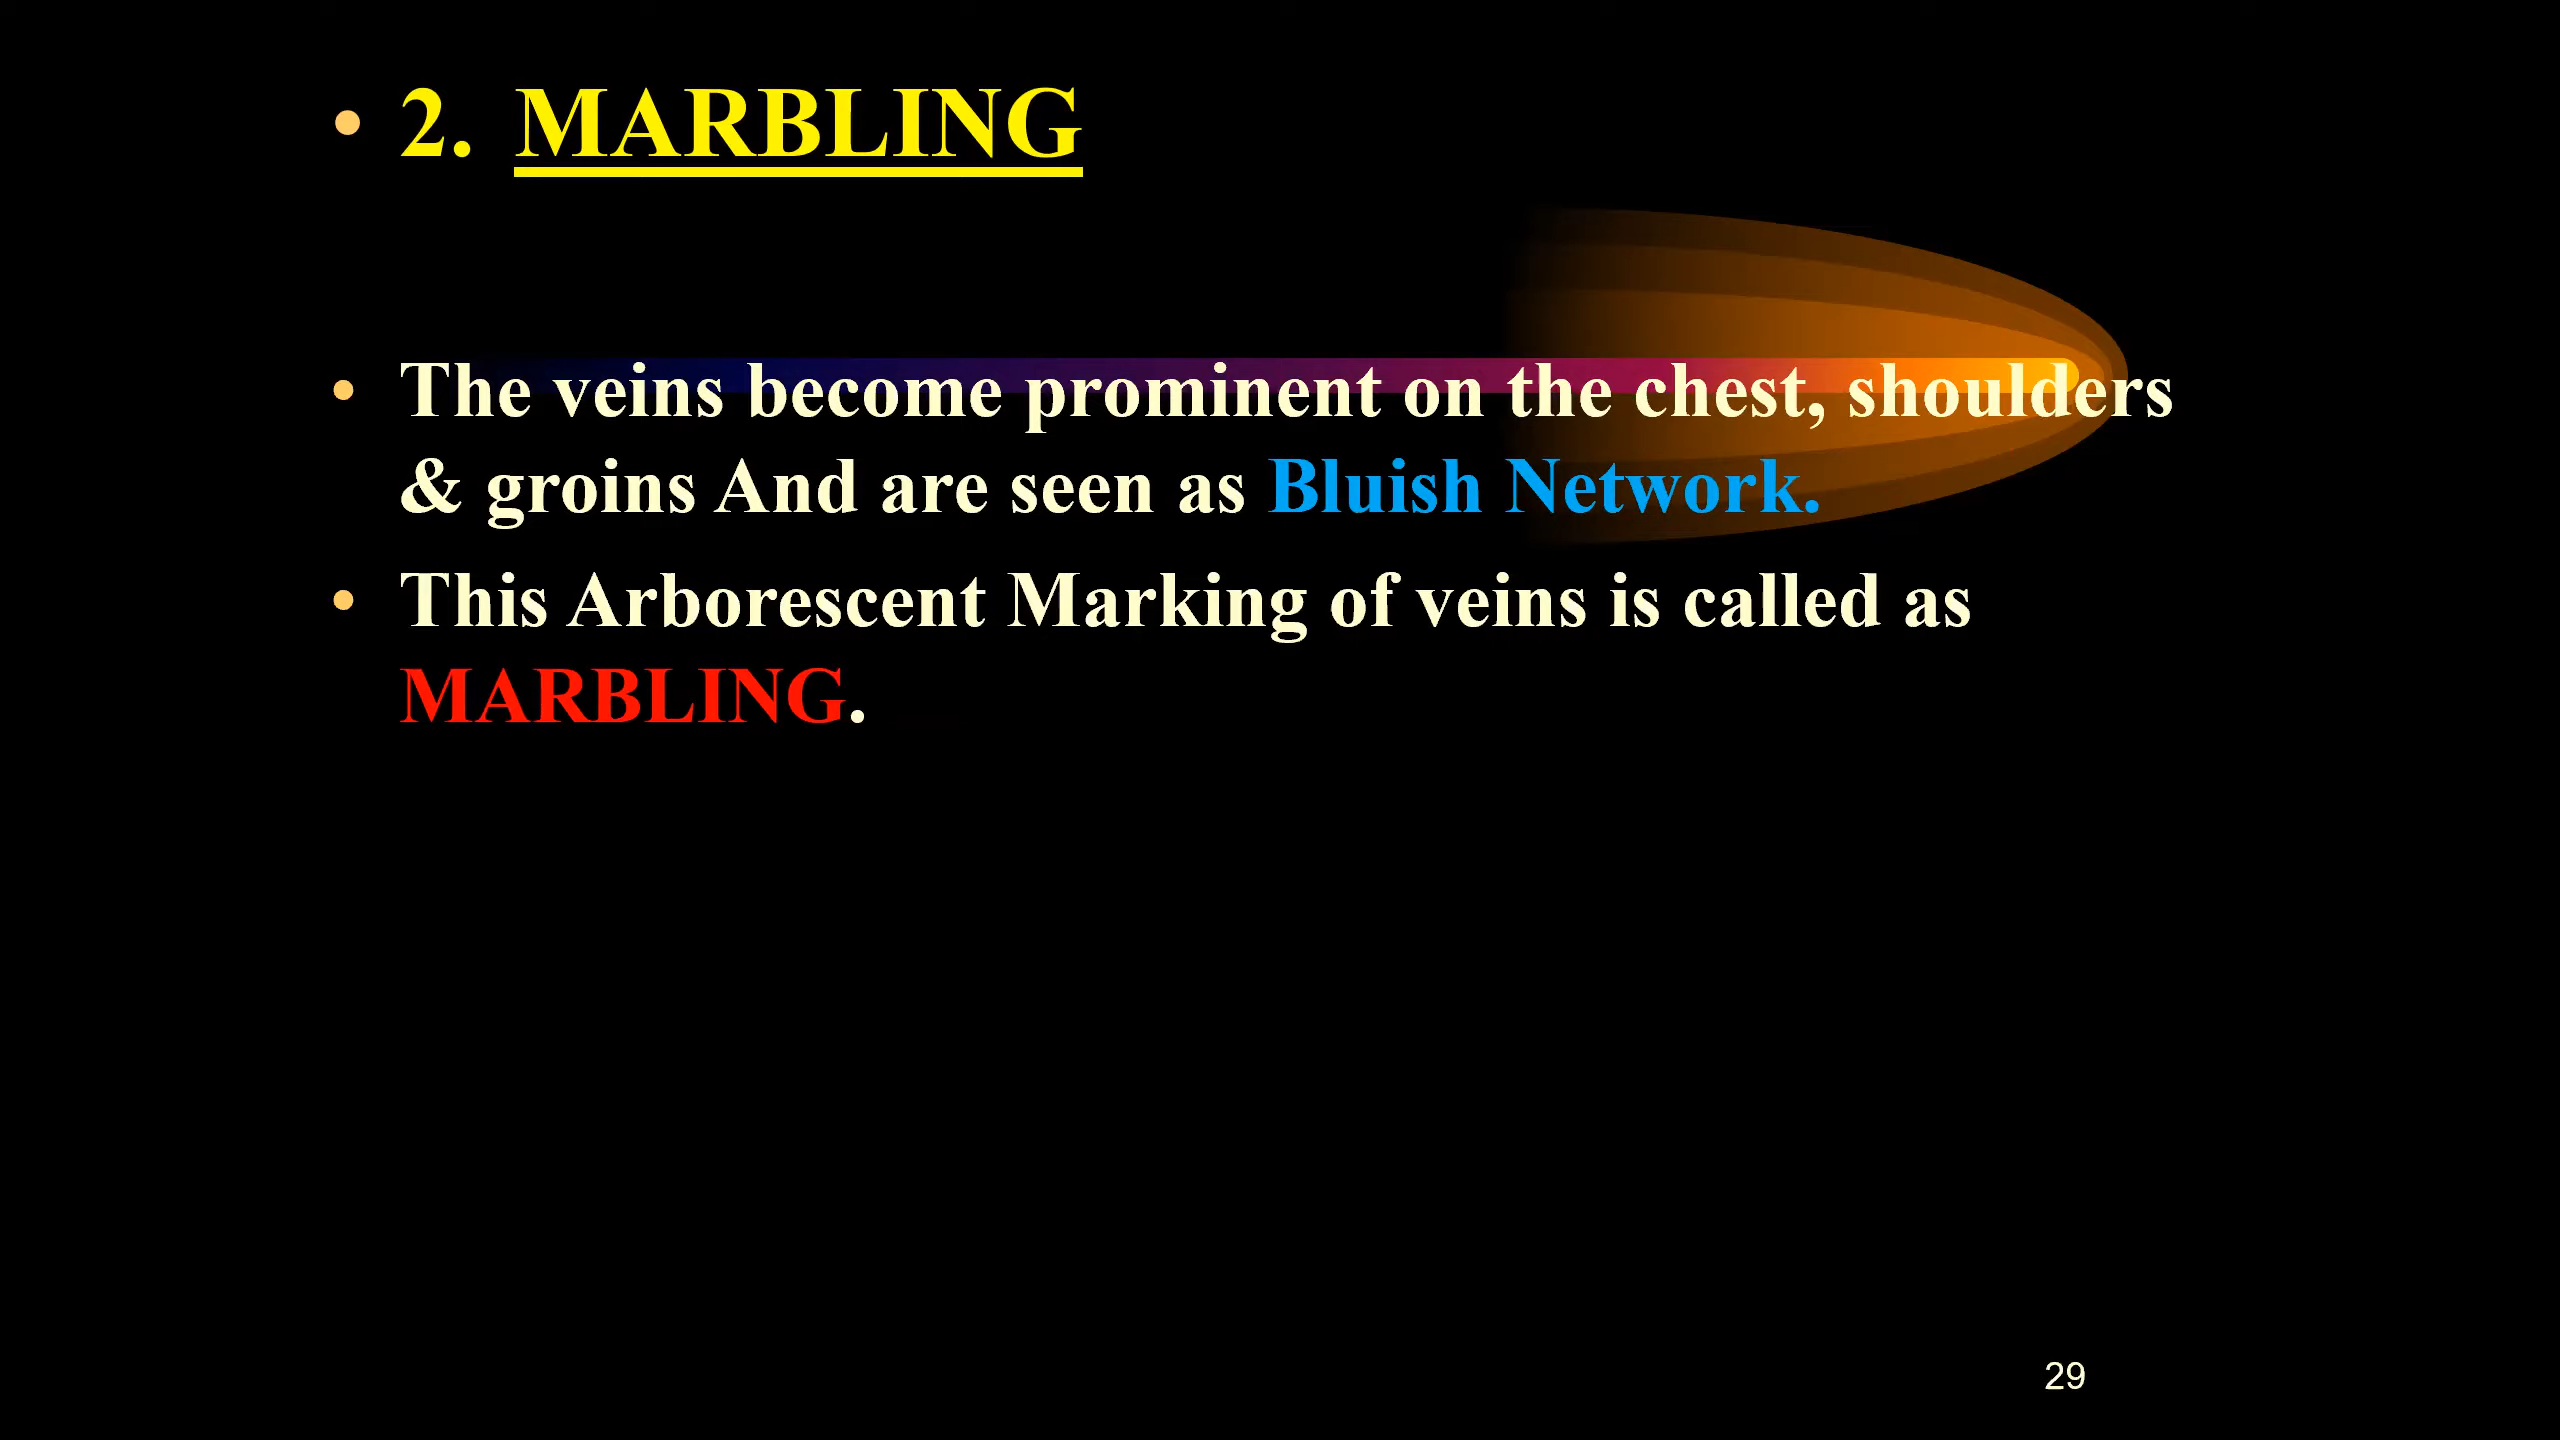 • 2. MARBLING
• The veins become prominent on the chest, shoulders
& groins And are seen as Bluish Network.
• This Arborescent Marking of veins is called as
MARBLING.
29